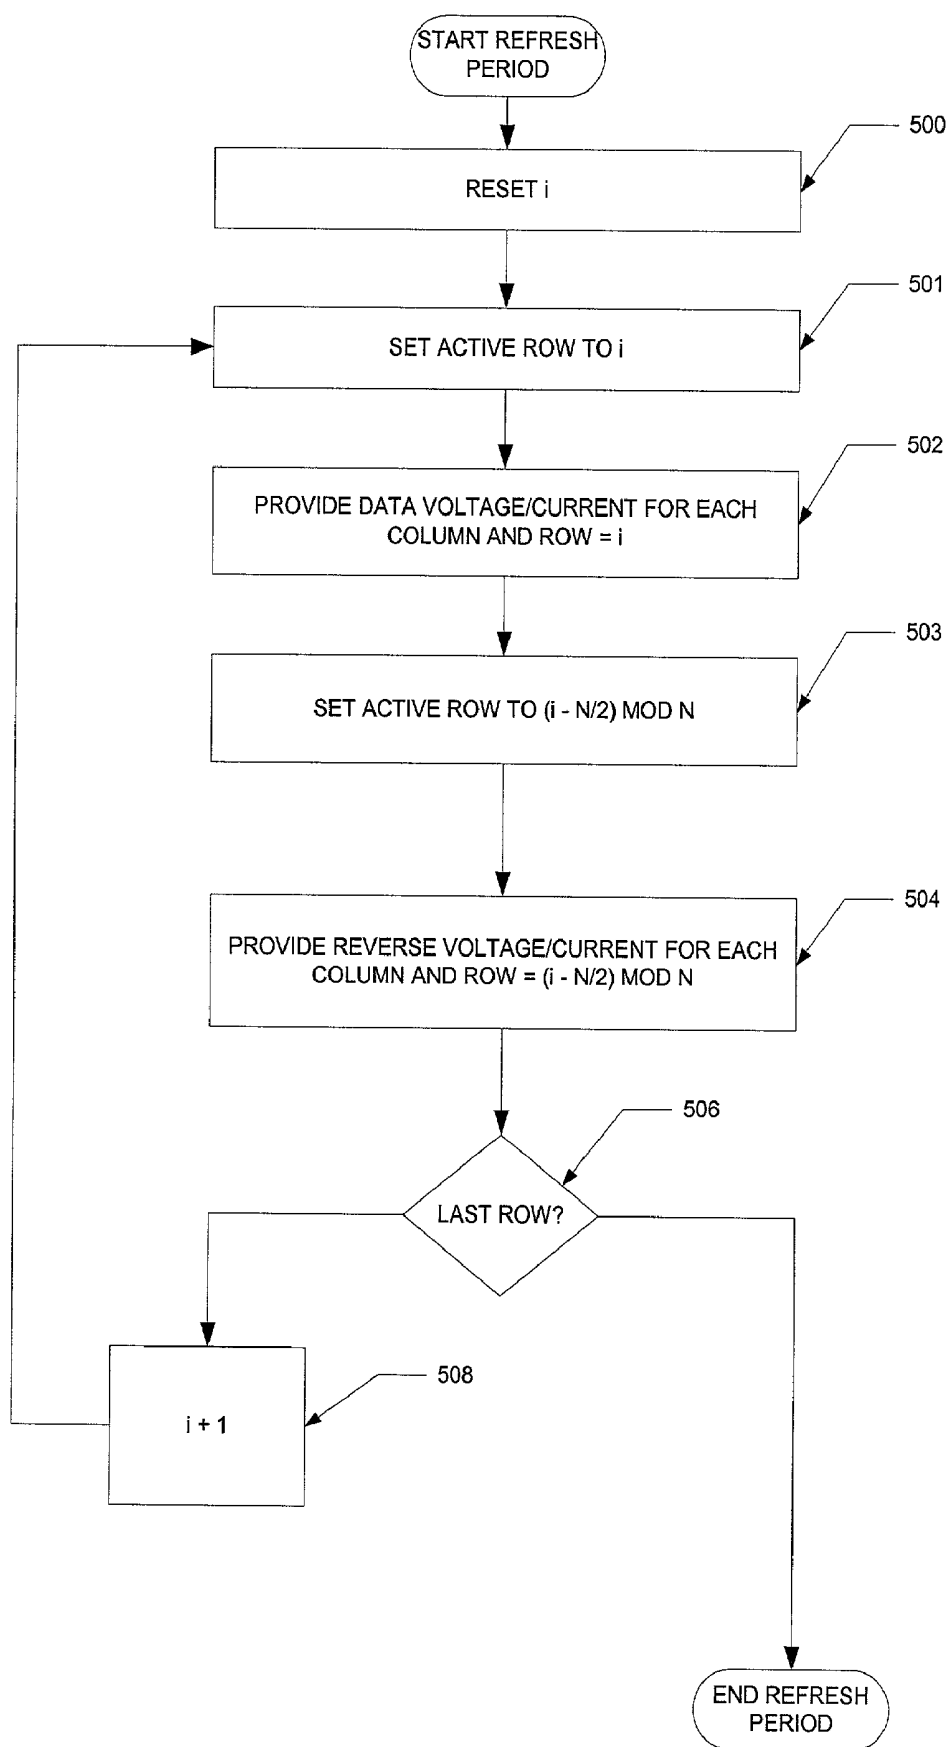 START REFRESH
PERIOD
500
RESET i
501
SET ACTIVE ROW TO i
502
PROVIDE DATA VOLTAGE/CURRENT FOR EACH
COLUMN AND ROW = i
503
SET ACTIVE ROW TO (i - N/2) MOD N
504
PROVIDE REVERSE VOLTAGE/CURRENT FOR EACH
COLUMN AND ROW = (i - N/2) MOD N
506
LAST ROW?
508
i + 1
END REFRESH
PERIOD